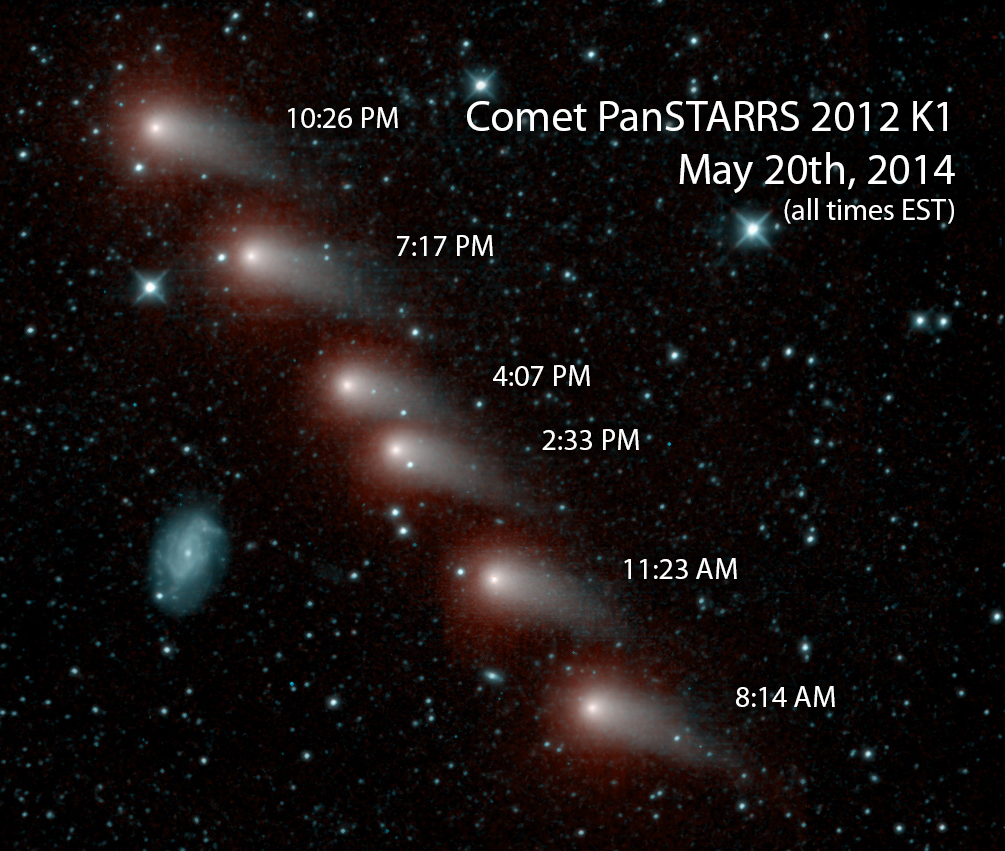 Comet PanSTARRS 2012 K1
May 20th, 2014
(all times EST)
10:26 PM
7:17 PM
4:07 PM
2:33 PM
11:23 AM
8:14 AM